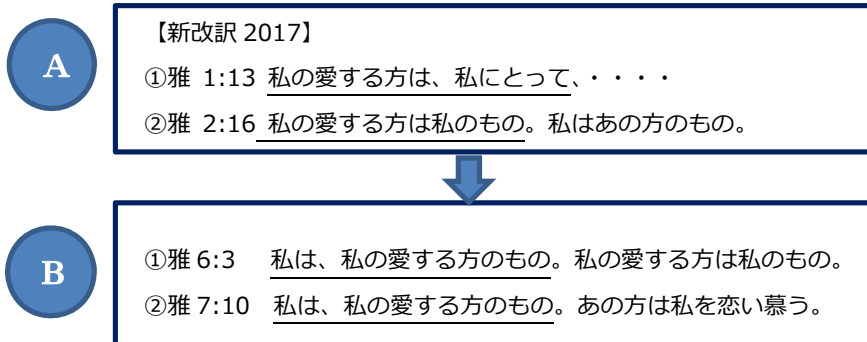 A
【新改訳 2017】
①雅 1:13 私の愛する方は、私にとって、・・・・
②雅 2:16 私の愛する方は私のもの。私はあの方のもの。
B
①雅 6:3 私は、私の愛する方のもの。私の愛する方は私のもの。
②雅 7:10 私は、私の愛する方のもの。あの方は私を恋い慕う。